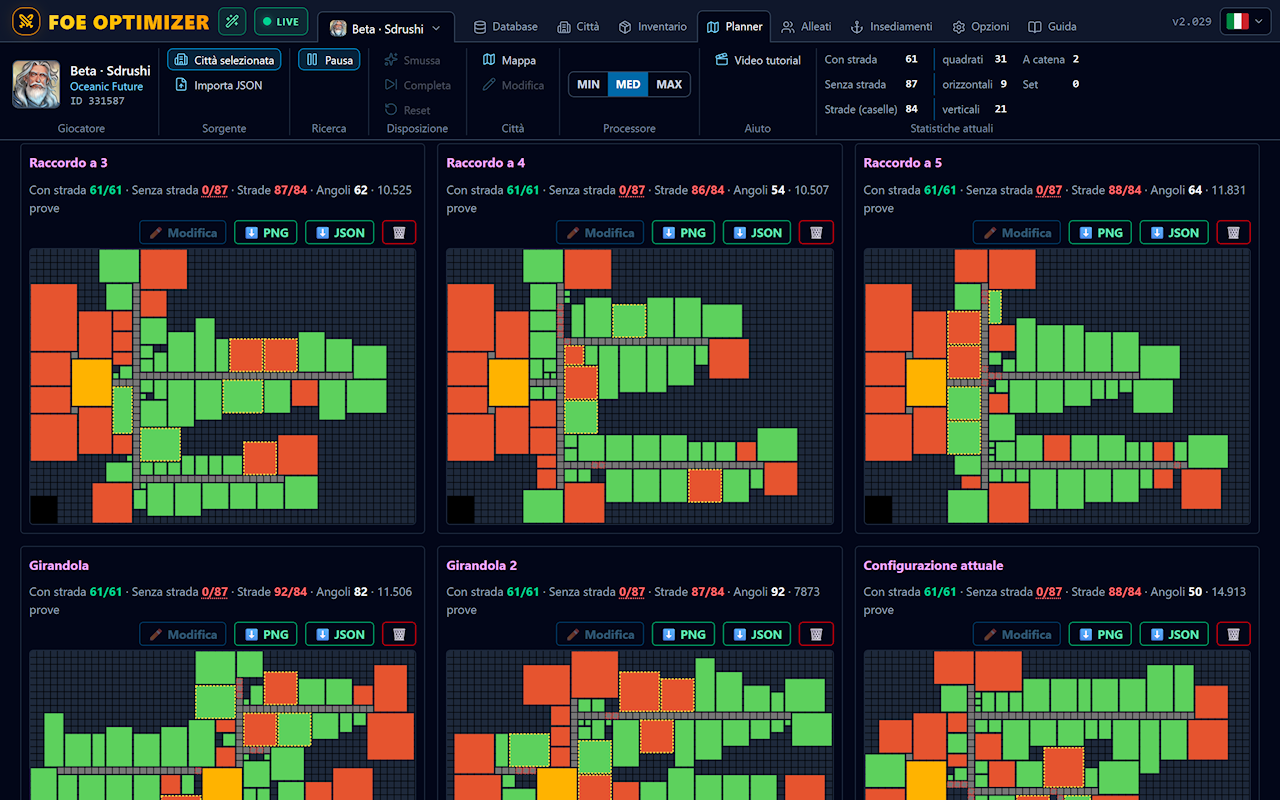 FOE OPTIMIZER LIVE Beta · Sdrushi Database Città Inventario Planner Alleati Insediamenti Opzioni Guida v2.029
Beta · Sdrushi
Oceanic Future
ID 331587
Giocatore
Città selezionata
Importa JSON
Sorgente
Pausa
Ricerca
Smussa
Completa
Reset
Disposizione
Mappa
Modifica
Città
MIN MED MAX
Processore
Video tutorial
Aiuto
Con strada 61 quadrati 31 A catena 2
Senza strada 87 orizzontali 9 Set 0
Strade (caselle) 84 verticali 21
Statistiche attuali
Raccordo a 3
Con strada 61/61 · Senza strada 0/87 · Strade 87/84 · Angoli 62 · 10.525
prove
Modifica PNG JSON
Raccordo a 4
Con strada 61/61 · Senza strada 0/87 · Strade 86/84 · Angoli 54 · 10.507
prove
Modifica PNG JSON
Raccordo a 5
Con strada 61/61 · Senza strada 0/87 · Strade 88/84 · Angoli 64 · 11.831
prove
Modifica PNG JSON
Girandola
Con strada 61/61 · Senza strada 0/87 · Strade 92/84 · Angoli 82 · 11.506
prove
Modifica PNG JSON
Girandola 2
Con strada 61/61 · Senza strada 0/87 · Strade 87/84 · Angoli 92 · 7873
prove
Modifica PNG JSON
Configurazione attuale
Con strada 61/61 · Senza strada 0/87 · Strade 88/84 · Angoli 50 · 14.913
prove
Modifica PNG JSON